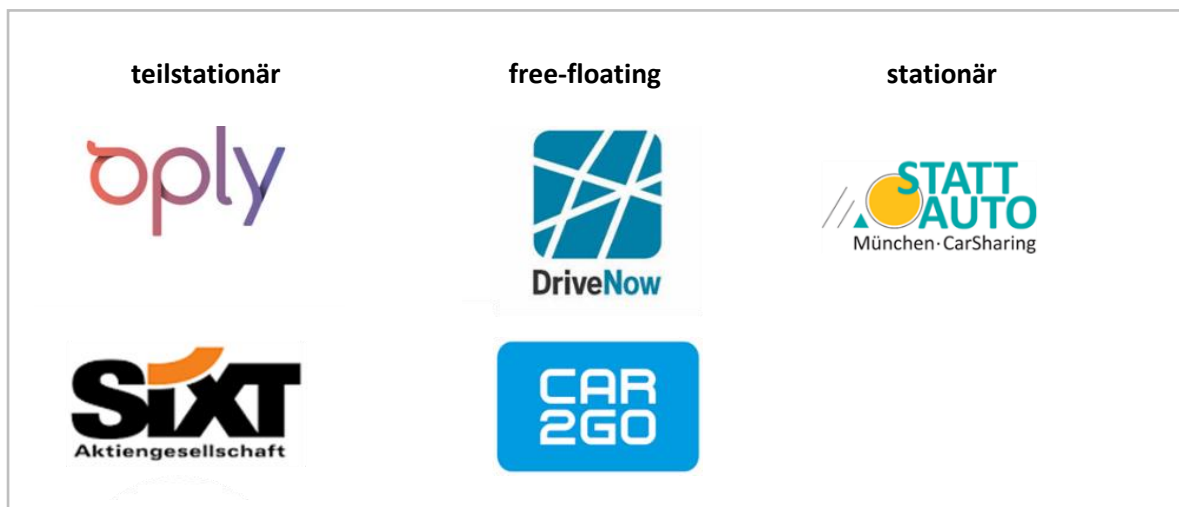 teilstationär
free-floating
stationär
oply
DriveNow
STATT
AUTO
München·CarSharing
SIXT
Aktiengesellschaft
CAR
2GO